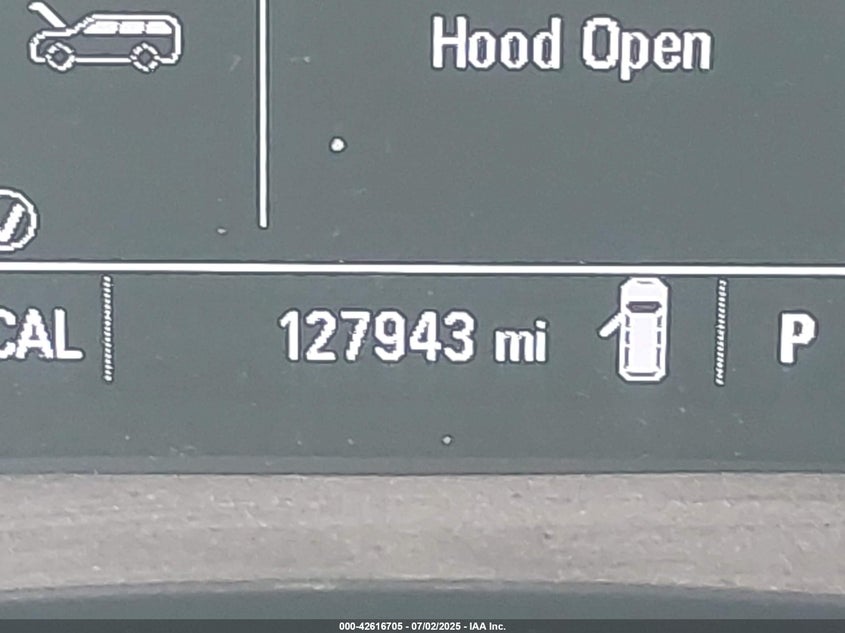 Hood Open
CAL
127943 mi
P
000-42616705 - 07/02/2025 - IAA Inc.